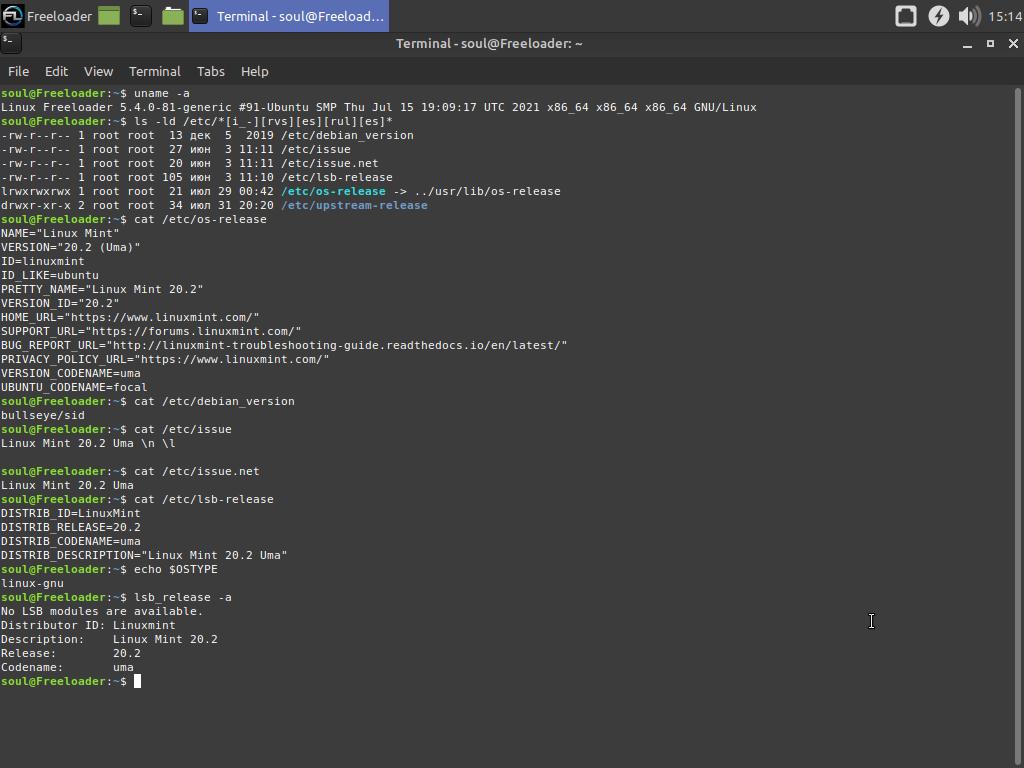 Freeloader
Terminal - soul@Freeload...
15:14
Terminal - soul@Freeloader: ~
File Edit View Terminal Tabs Help
soul@Freeloader:~$ uname -a
Linux Freeloader 5.4.0-81-generic #91-Ubuntu SMP Thu Jul 15 19:09:17 UTC 2021 x86_64 x86_64 x86_64 GNU/Linux
soul@Freeloader:~$ ls -ld /etc/*[i_-][rvs][es][rul][es]*
-rw-r--r-- 1 root root  13 дек  5  2019 /etc/debian_version
-rw-r--r-- 1 root root  27 июн  3 11:11 /etc/issue
-rw-r--r-- 1 root root  20 июн  3 11:11 /etc/issue.net
-rw-r--r-- 1 root root 105 июн  3 11:10 /etc/lsb-release
lrwxrwxrwx 1 root root  21 июл 29 00:42 /etc/os-release -> ../usr/lib/os-release
drwxr-xr-x 2 root root  34 июл 31 20:20 /etc/upstream-release
soul@Freeloader:~$ cat /etc/os-release
NAME="Linux Mint"
VERSION="20.2 (Uma)"
ID=linuxmint
ID_LIKE=ubuntu
PRETTY_NAME="Linux Mint 20.2"
VERSION_ID="20.2"
HOME_URL="https://www.linuxmint.com/"
SUPPORT_URL="https://forums.linuxmint.com/"
BUG_REPORT_URL="http://linuxmint-troubleshooting-guide.readthedocs.io/en/latest/"
PRIVACY_POLICY_URL="https://www.linuxmint.com/"
VERSION_CODENAME=uma
UBUNTU_CODENAME=focal
soul@Freeloader:~$ cat /etc/debian_version
bullseye/sid
soul@Freeloader:~$ cat /etc/issue
Linux Mint 20.2 Uma \n \l
soul@Freeloader:~$ cat /etc/issue.net
Linux Mint 20.2 Uma
soul@Freeloader:~$ cat /etc/lsb-release
DISTRIB_ID=LinuxMint
DISTRIB_RELEASE=20.2
DISTRIB_CODENAME=uma
DISTRIB_DESCRIPTION="Linux Mint 20.2 Uma"
soul@Freeloader:~$ echo $OSTYPE
linux-gnu
soul@Freeloader:~$ lsb_release -a
No LSB modules are available.
Distributor ID: Linuxmint
Description:    Linux Mint 20.2
Release:        20.2
Codename:       uma
soul@Freeloader:~$